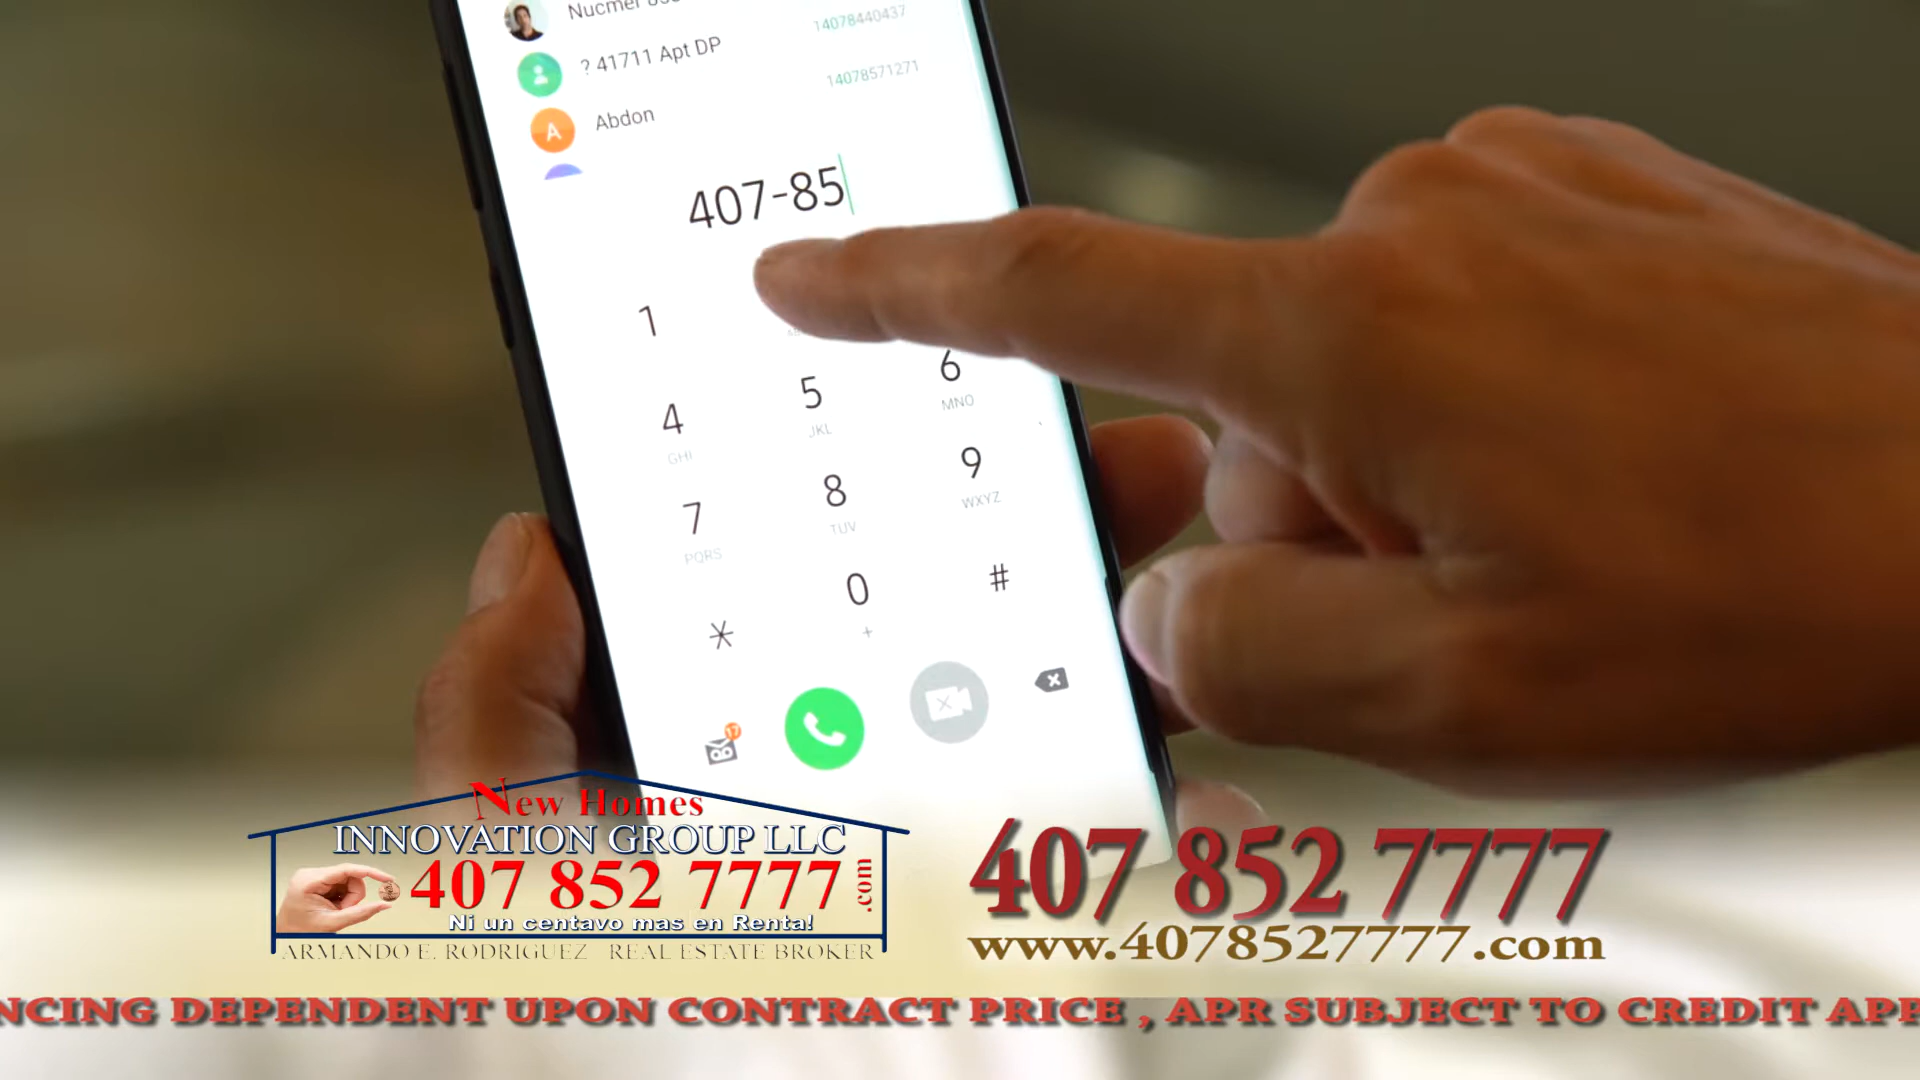 Nucmel
14078440437
? 41711 Apt DP
14078571271
A
Abdon
407-85
1
4
GHI
5
JKL
6
MNO
7
PQRS
8
TUV
9
WXYZ
*
0
+
#
17
New Homes
INNOVATION GROUP LLC
407 852 7777
.com
Ni un centavo mas en Renta!
ARMANDO E. RODRIGUEZ REAL ESTATE BROKER
407 852 7777
www.4078527777.com
NCING DEPENDENT UPON CONTRACT PRICE , APR SUBJECT TO CREDIT APP